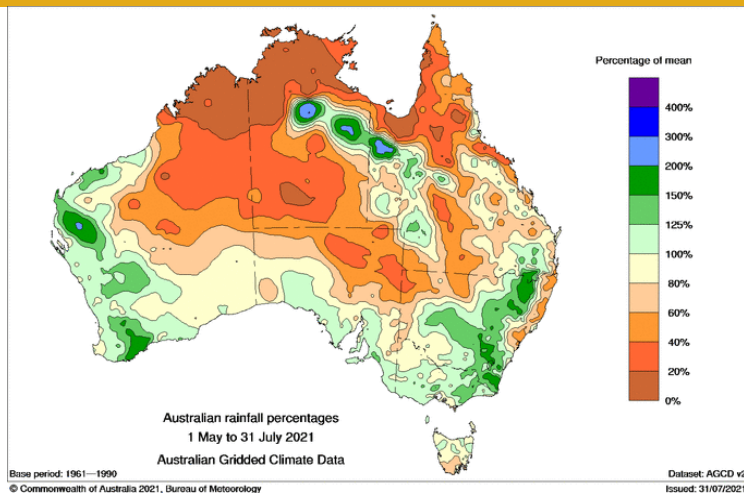 Percentage of mean
400%
300%
200%
150%
125%
100%
80%
60%
40%
20%
0%
Australian rainfall percentages
1 May to 31 July 2021
Australian Gridded Climate Data
Base period: 1961—1990
Dataset: AGCD v2
© Commonwealth of Australia 2021, Bureau of Meteorology
Issued: 31/07/2021